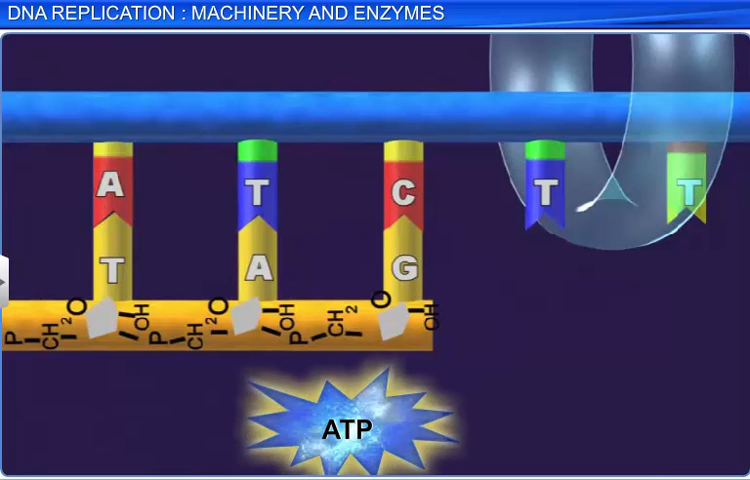 DNA REPLICATION : MACHINERY AND ENZYMES
A T C T T
T A G
P CH2 O OH P CH2 O OH P CH2 O OH
ATP